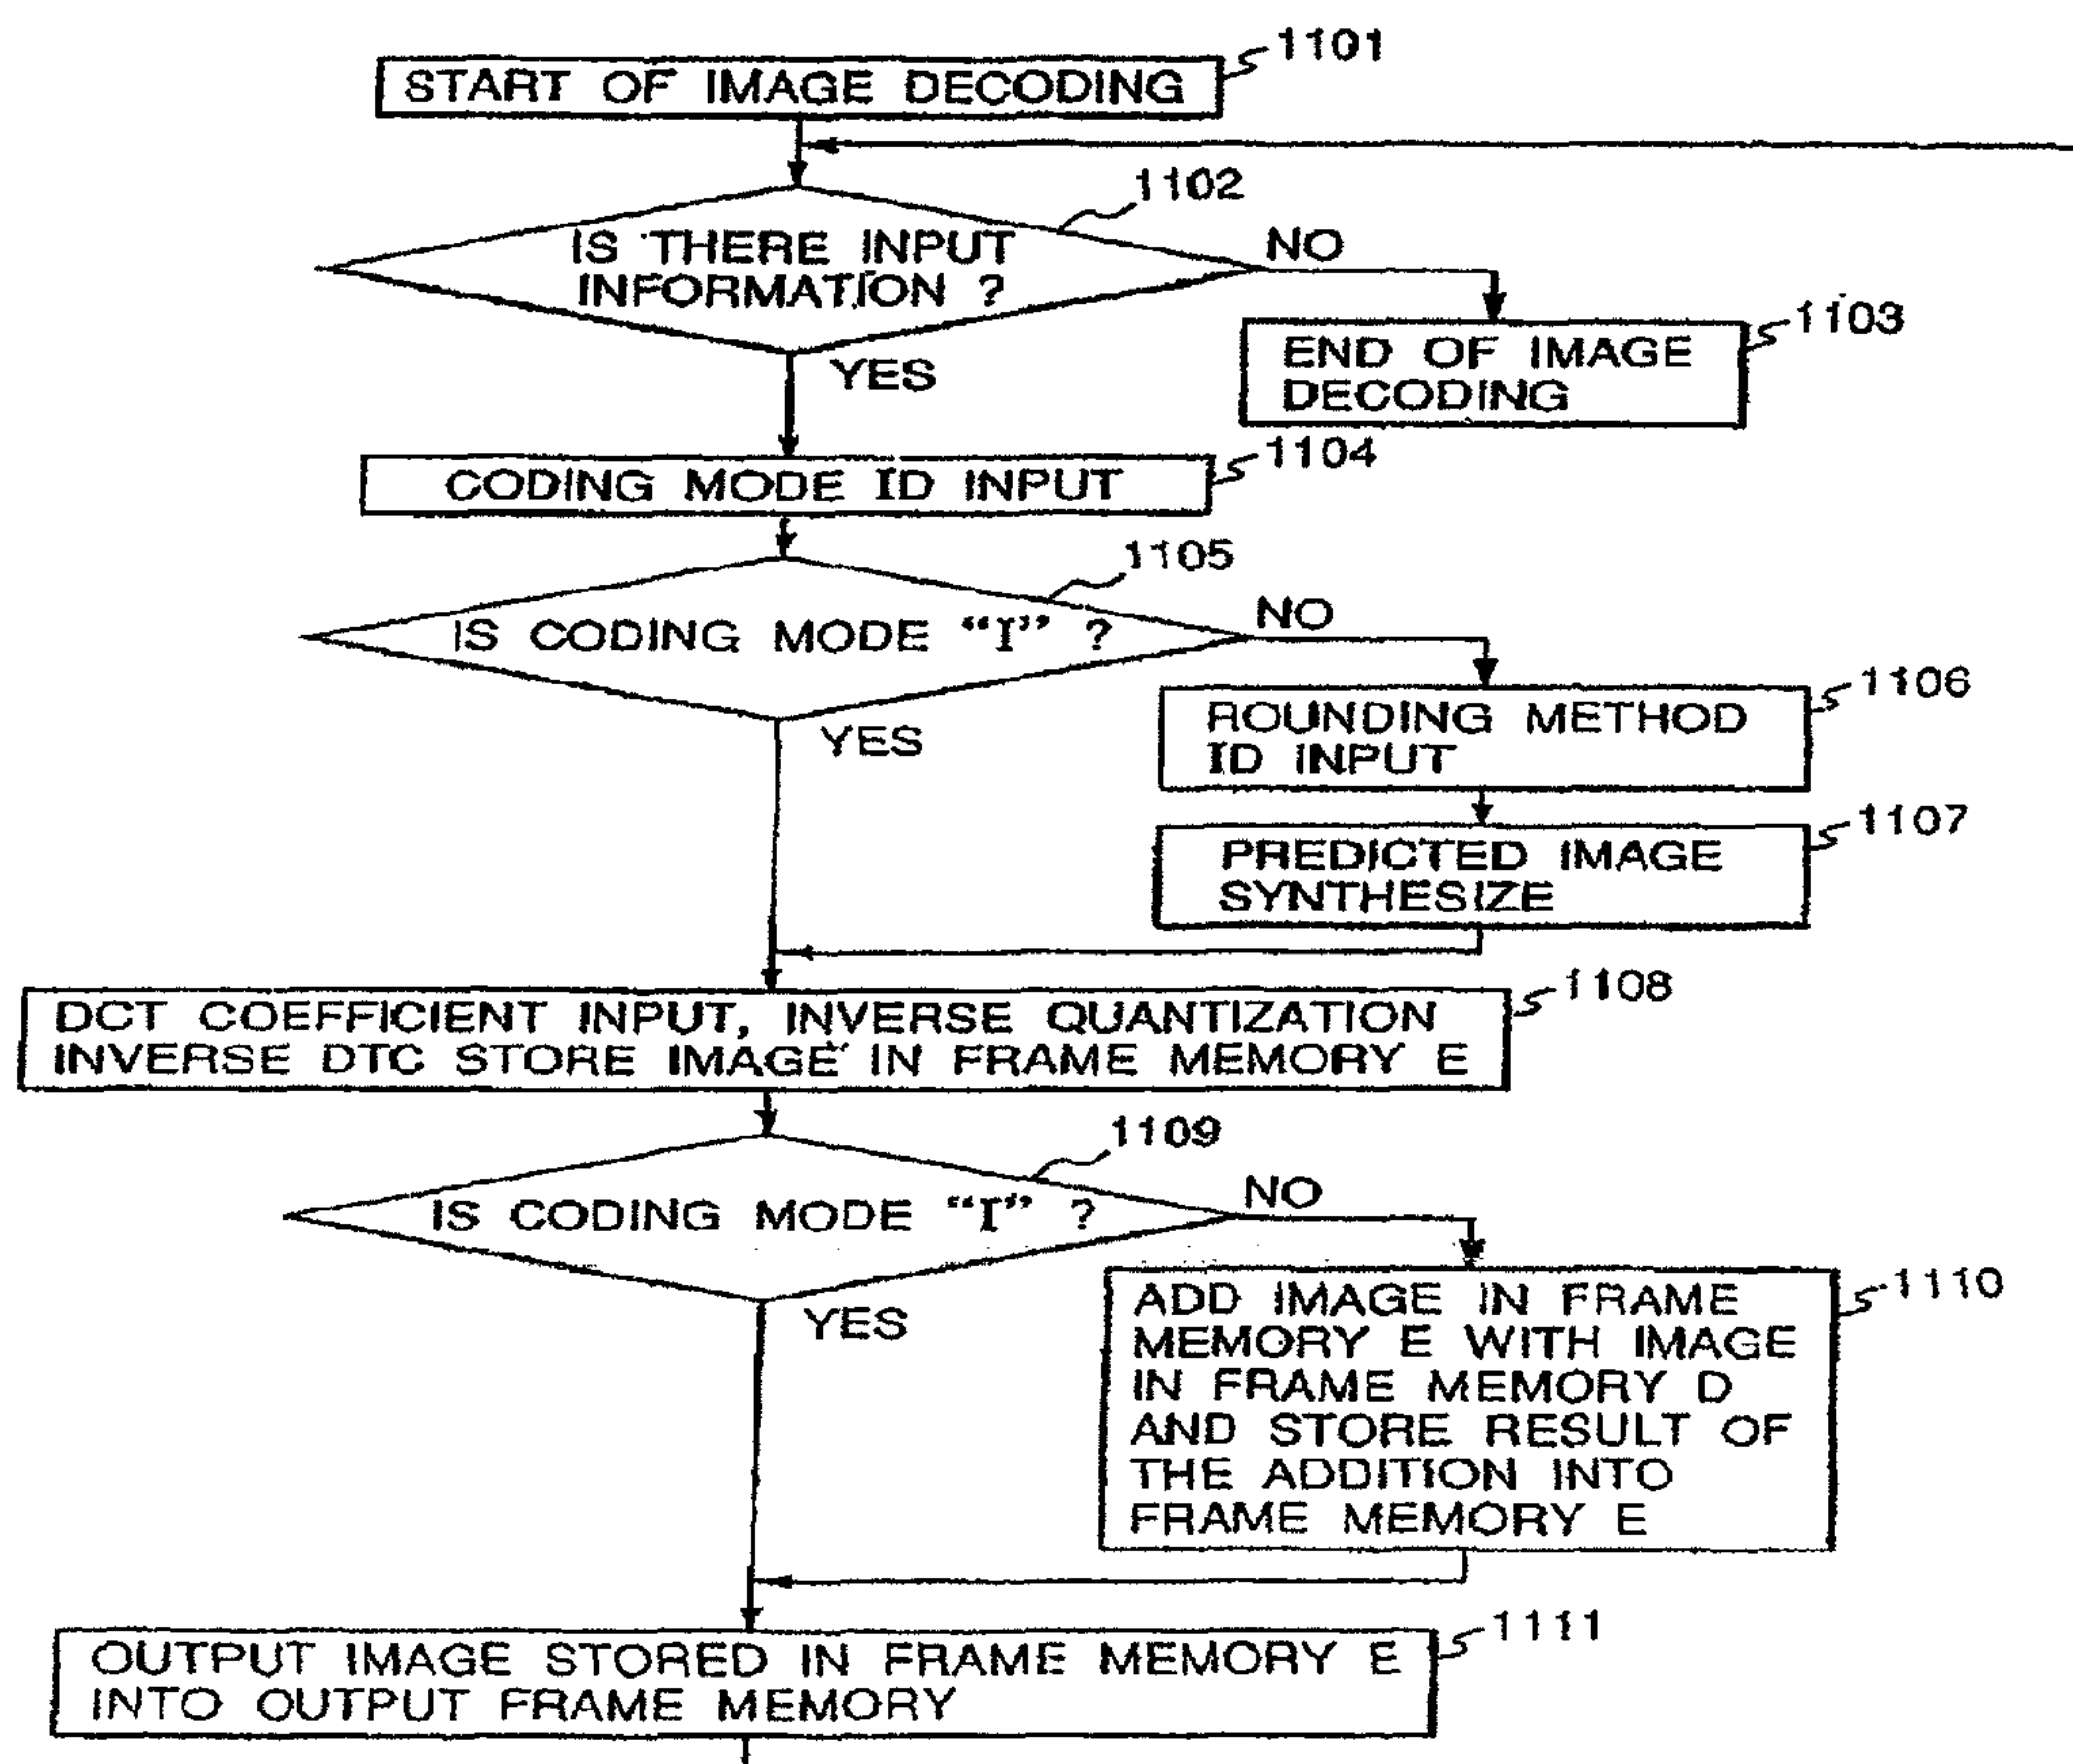 1101
START OF IMAGE DECODING
1102
IS THERE INPUT
INFORMATION ?
NO
YES
1103
END OF IMAGE
DECODING
1104
CODING MODE ID INPUT
1105
IS CODING MODE “I” ?
NO
YES
1106
ROUNDING METHOD
ID INPUT
1107
PREDICTED IMAGE
SYNTHESIZE
1108
DCT COEFFICIENT INPUT, INVERSE QUANTIZATION
INVERSE DTC STORE IMAGE IN FRAME MEMORY E
1109
IS CODING MODE “I” ?
NO
YES
1110
ADD IMAGE IN FRAME
MEMORY E WITH IMAGE
IN FRAME MEMORY D
AND STORE RESULT OF
THE ADDITION INTO
FRAME MEMORY E
1111
OUTPUT IMAGE STORED IN FRAME MEMORY E
INTO OUTPUT FRAME MEMORY